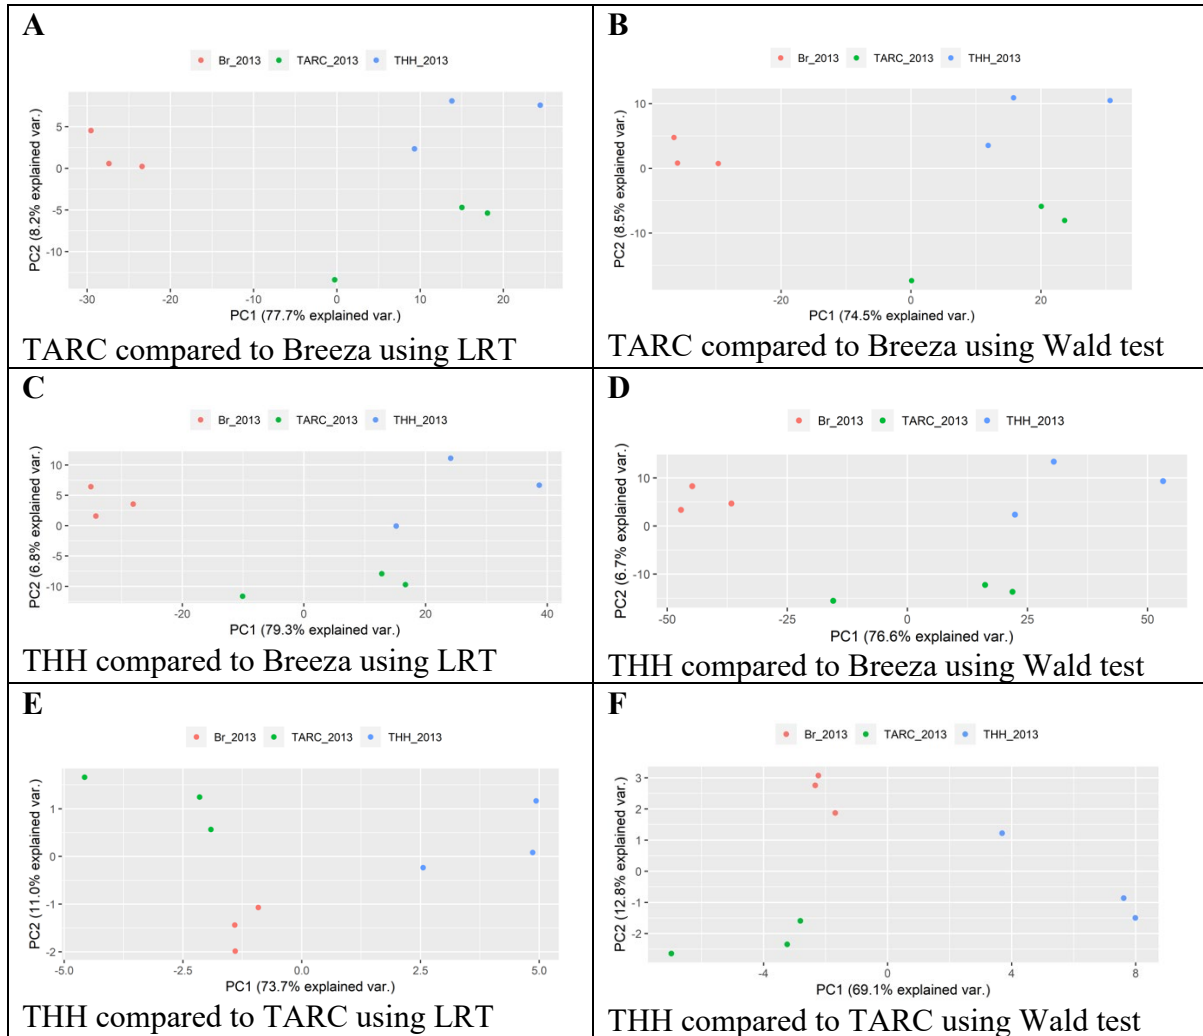 A
Br_2013 TARC_2013 THH_2013
PC2 (8.2% explained var.)
5
0
-5
-10
-30 -20 -10 0 10 20
PC1 (77.7% explained var.)
TARC compared to Breeza using LRT
B
Br_2013 TARC_2013 THH_2013
PC2 (8.5% explained var.)
10
0
-10
-20 0 20
PC1 (74.5% explained var.)
TARC compared to Breeza using Wald test
C
Br_2013 TARC_2013 THH_2013
PC2 (6.8% explained var.)
10
5
0
-5
-10
-20 0 20 40
PC1 (79.3% explained var.)
THH compared to Breeza using LRT
D
Br_2013 TARC_2013 THH_2013
PC2 (6.7% explained var.)
10
0
-10
-50 -25 0 25 50
PC1 (76.6% explained var.)
THH compared to Breeza using Wald test
E
Br_2013 TARC_2013 THH_2013
PC2 (11.0% explained var.)
1
0
-1
-2
-5.0 -2.5 0.0 2.5 5.0
PC1 (73.7% explained var.)
THH compared to TARC using LRT
F
Br_2013 TARC_2013 THH_2013
PC2 (12.8% explained var.)
3
2
1
0
-1
-2
-4 0 4 8
PC1 (69.1% explained var.)
THH compared to TARC using Wald test